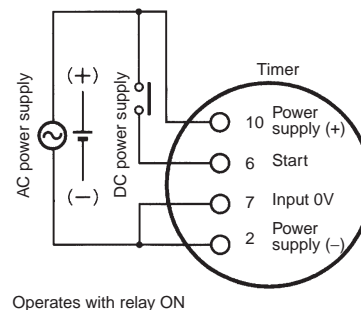 Timer
AC power supply
(+)
(−)
DC power supply
10 Power
supply (+)
6 Start
7 Input 0V
2 Power
supply (−)
Operates with relay ON